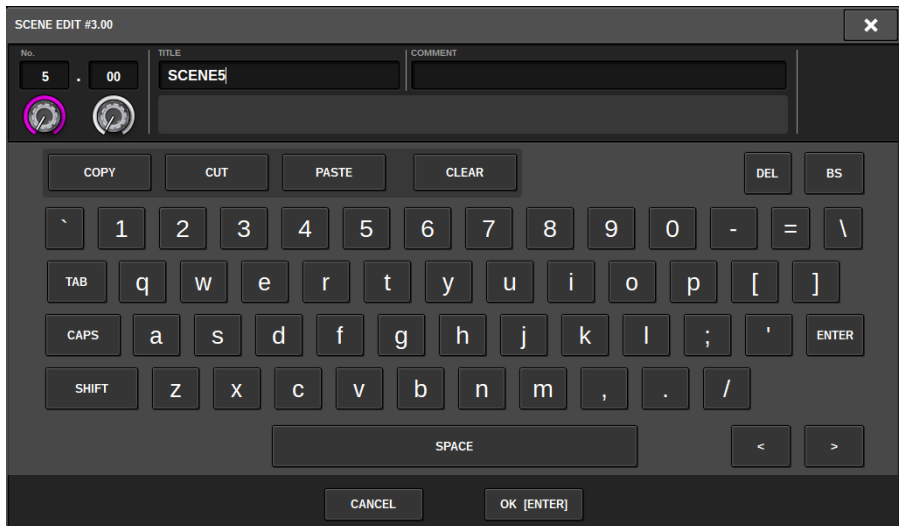 SCENE EDIT #3.00
No. TITLE COMMENT
5 . 00 SCENE5
COPY CUT PASTE CLEAR DEL BS
` 1 2 3 4 5 6 7 8 9 0 - = \
TAB q w e r t y u i o p [ ]
CAPS a s d f g h j k l ; ' ENTER
SHIFT z x c v b n m , . /
SPACE < >
CANCEL OK [ENTER]